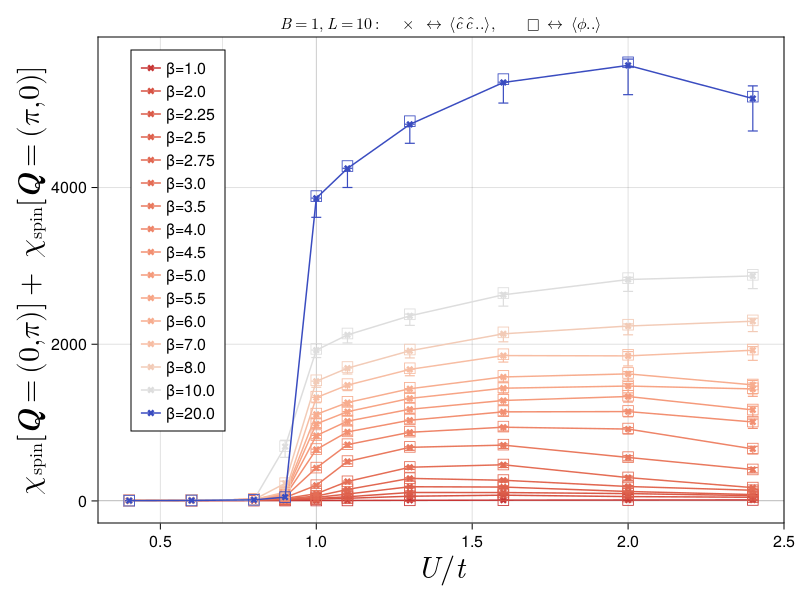 B = 1, L = 10 : × ↔ ⟨ĉ ĉ ..⟩, □ ↔ ⟨ϕ..⟩
χspin[Q = (0,π)] + χspin[Q = (π,0)]
4000
2000
0
β=1.0
β=2.0
β=2.25
β=2.5
β=2.75
β=3.0
β=3.5
β=4.0
β=4.5
β=5.0
β=5.5
β=6.0
β=7.0
β=8.0
β=10.0
β=20.0
0.5 1.0 1.5 2.0 2.5
U/t